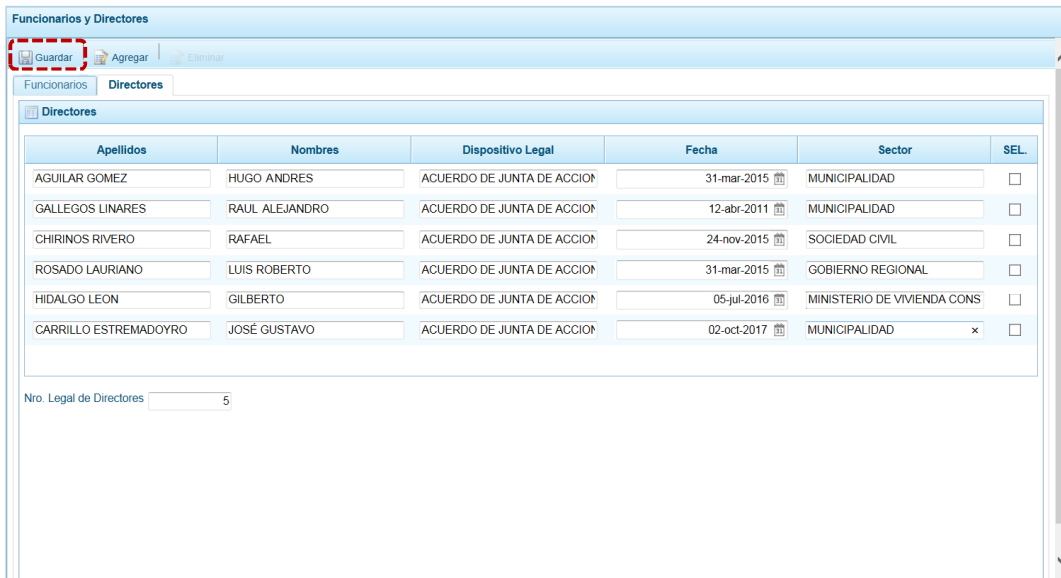 Funcionarios y Directores
Guardar Agregar Eliminar
Funcionarios Directores
Directores
Apellidos Nombres Dispositivo Legal Fecha Sector SEL.
AGUILAR GOMEZ HUGO ANDRES ACUERDO DE JUNTA DE ACCION 31-mar-2015 MUNICIPALIDAD
GALLEGOS LINARES RAUL ALEJANDRO ACUERDO DE JUNTA DE ACCION 12-abr-2011 MUNICIPALIDAD
CHIRINOS RIVERO RAFAEL ACUERDO DE JUNTA DE ACCION 24-nov-2015 SOCIEDAD CIVIL
ROSADO LAURIANO LUIS ROBERTO ACUERDO DE JUNTA DE ACCION 31-mar-2015 GOBIERNO REGIONAL
HIDALGO LEON GILBERTO ACUERDO DE JUNTA DE ACCION 05-jul-2016 MINISTERIO DE VIVIENDA CONS
CARRILLO ESTREMADOYRO JOSÉ GUSTAVO ACUERDO DE JUNTA DE ACCION 02-oct-2017 MUNICIPALIDAD ×
Nro. Legal de Directores 5